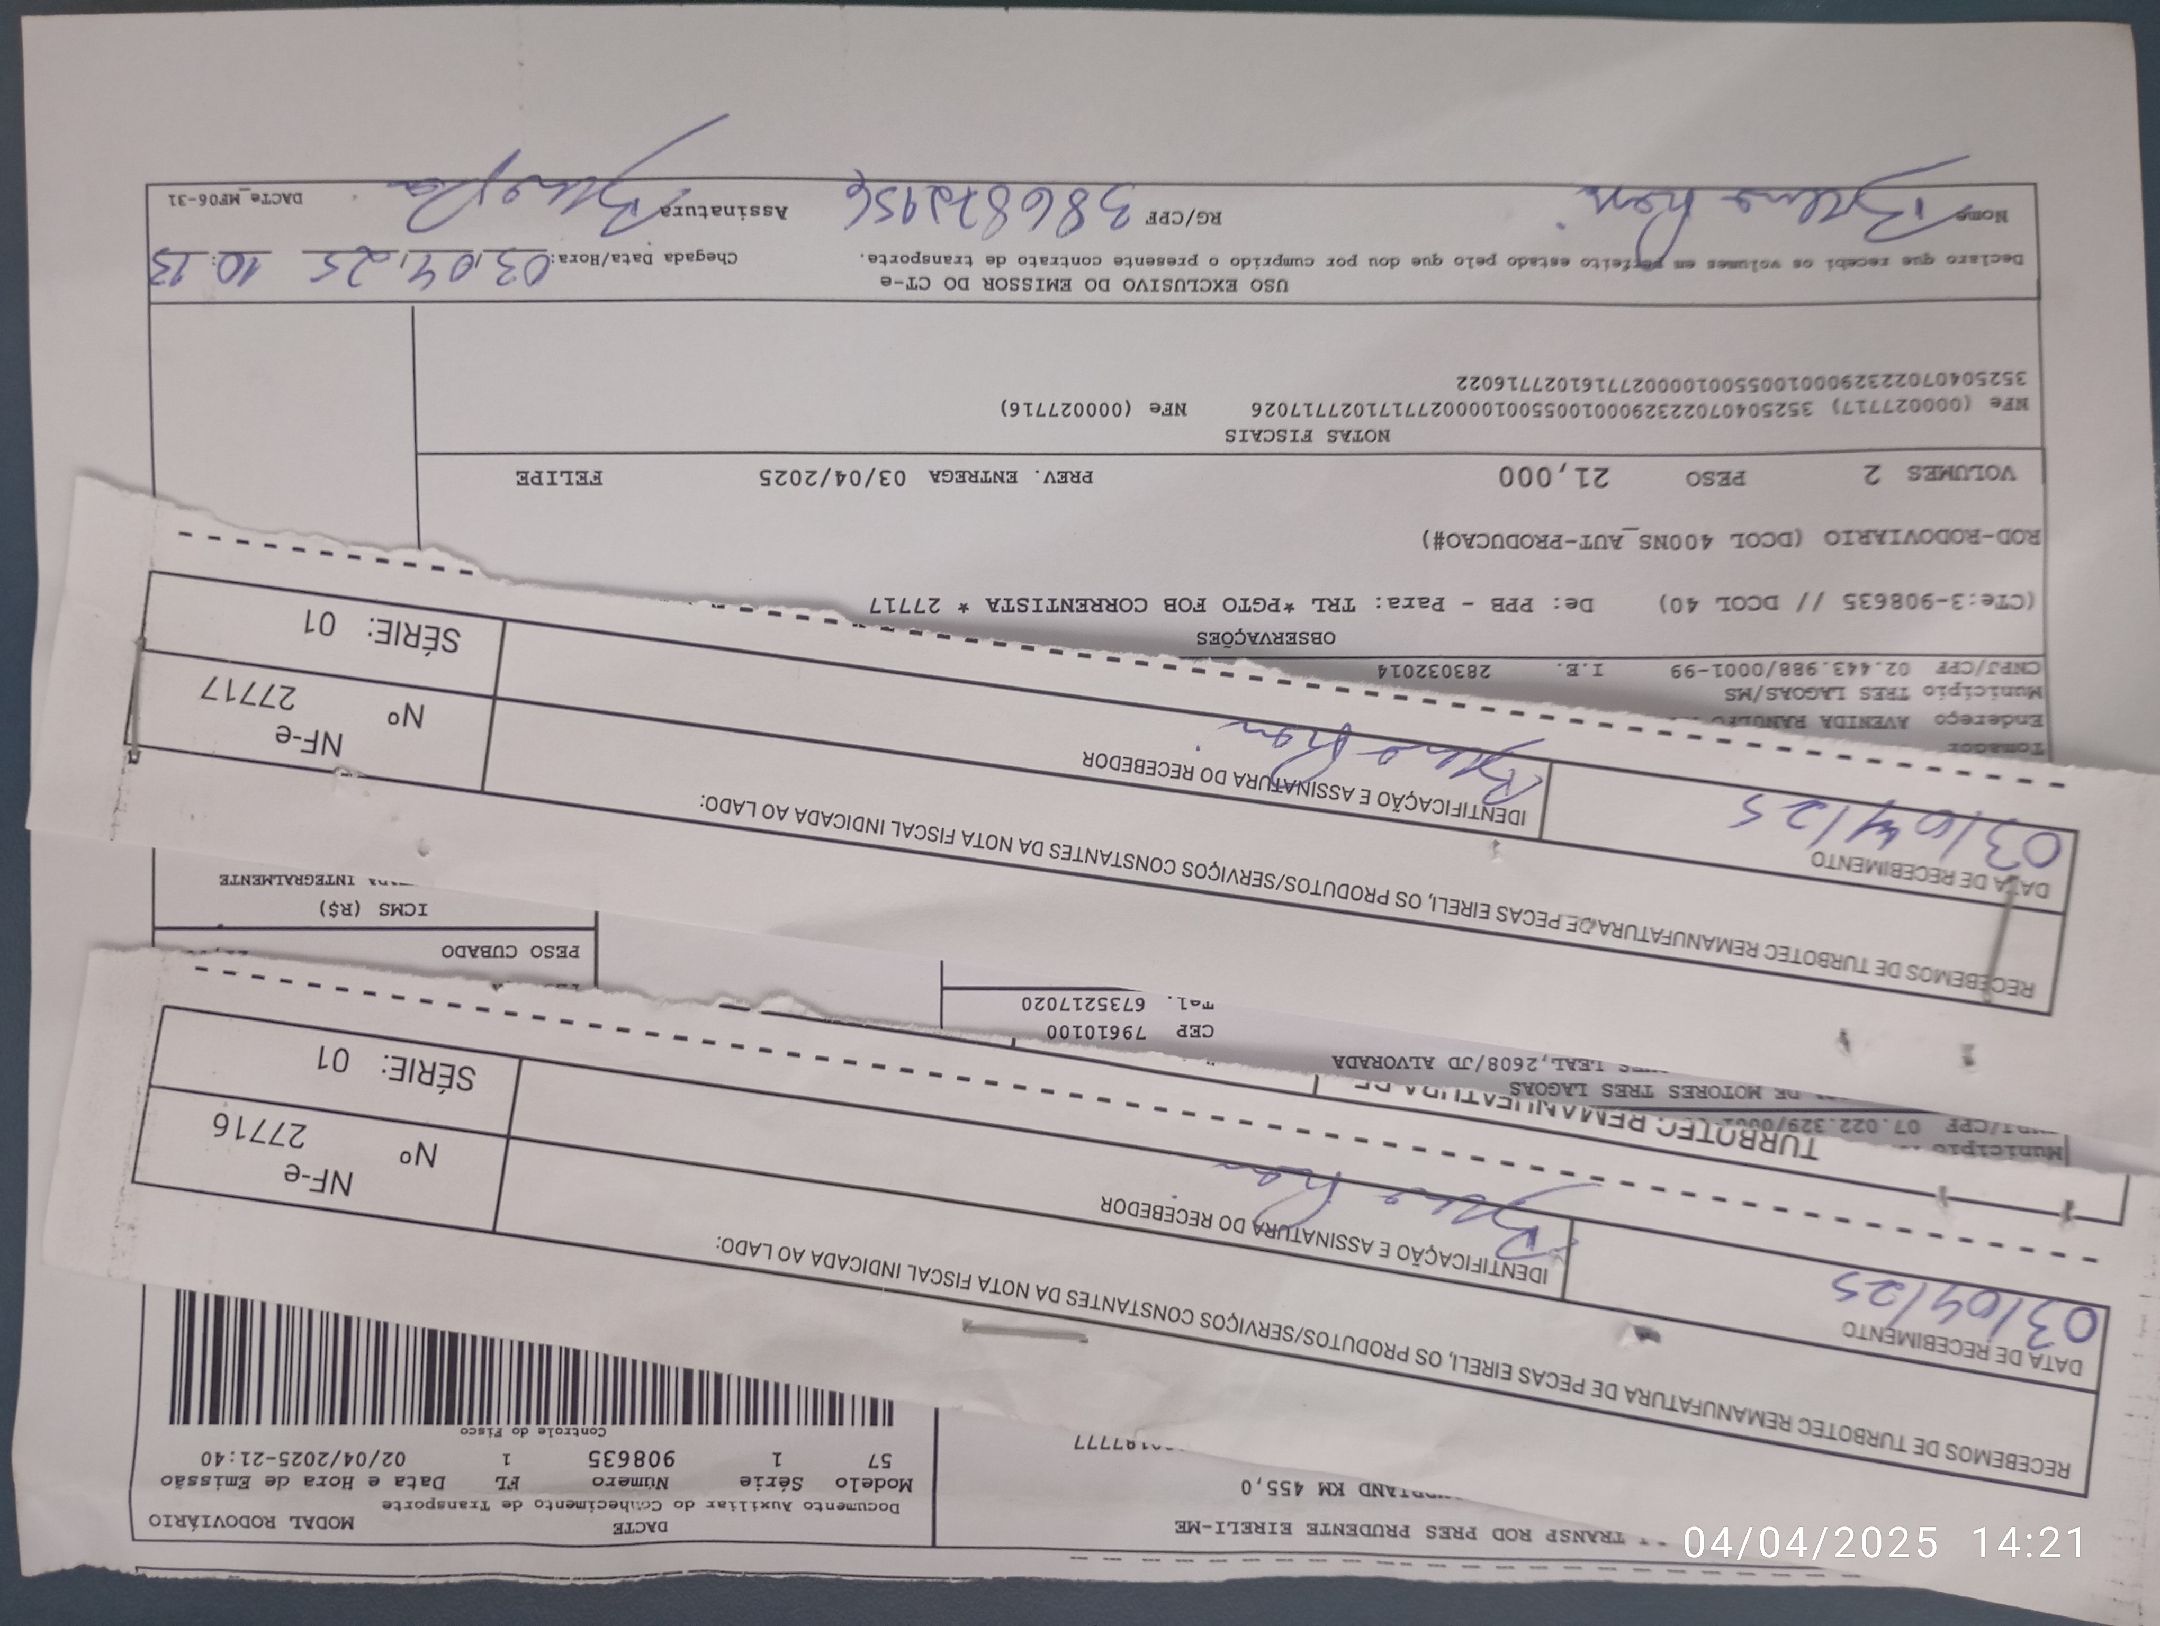 TRANSP ROD PRES PRUDENTE EIRELI-ME
KM 455,0
DACTE
MODAL RODOVIÁRIO
Documento Auxiliar do Conhecimento de Transporte
Modelo Série Número FL Data e Hora de Emissão
57 1 908635 1 02/04/2025-21:40
Controle do Fisco
RECEBEMOS DE TURBOTEC REMANUFATURA DE PECAS EIRELI, OS PRODUTOS/SERVIÇOS CONSTANTES DA NOTA FISCAL INDICADA AO LADO:
DATA DE RECEBIMENTO
03/04/25
IDENTIFICAÇÃO E ASSINATURA DO RECEBEDOR
NF-e
Nº 27716
SÉRIE: 01
TURBOTEC REMANUFATURA DE
Município
07.022.329/0001
DE MOTORES TRES LAGOAS
LEAL,2608/JD ALVORADA
CEP 79610100
Tel. 6735217020
PESO CUBADO
ICMS (R$)
INTEGRALMENTE
RECEBEMOS DE TURBOTEC REMANUFATURA DE PECAS EIRELI, OS PRODUTOS/SERVIÇOS CONSTANTES DA NOTA FISCAL INDICADA AO LADO:
DATA DE RECEBIMENTO
03/04/25
IDENTIFICAÇÃO E ASSINATURA DO RECEBEDOR
NF-e
Nº 27717
SÉRIE: 01
Tomador
Endereço AVENIDA
Município TRES LAGOAS/MS
CNPJ/CPF 02.443.988/0001-99 I.E. 283032014
OBSERVAÇÕES
(CTe:3-908635 // DCOL 40) De: PPB - Para: TRL *PGTO FOB CORRENTISTA * 27717
ROD-RODOVIARIO (DCOL 400NS_AUT-PRODUCAO#)
VOLUMES 2 PESO 21,000 PREV. ENTREGA 03/04/2025 FELIPE
NOTAS FISCAIS
NFe (000027717) 35250407022329000100550010000277171027717026 NFe (000027716)
35250407022329000100550010000277161027716022
USO EXCLUSIVO DO EMISSOR DO CT-e
Declaro que recebi os volumes em perfeito estado pelo que dou por cumprido o presente contrato de transporte.
Chegada Data/Hora: 03,04,25 10:13
Nome
RG/CPF
Assinatura
DACTe_MF06-31
04/04/2025 14:21